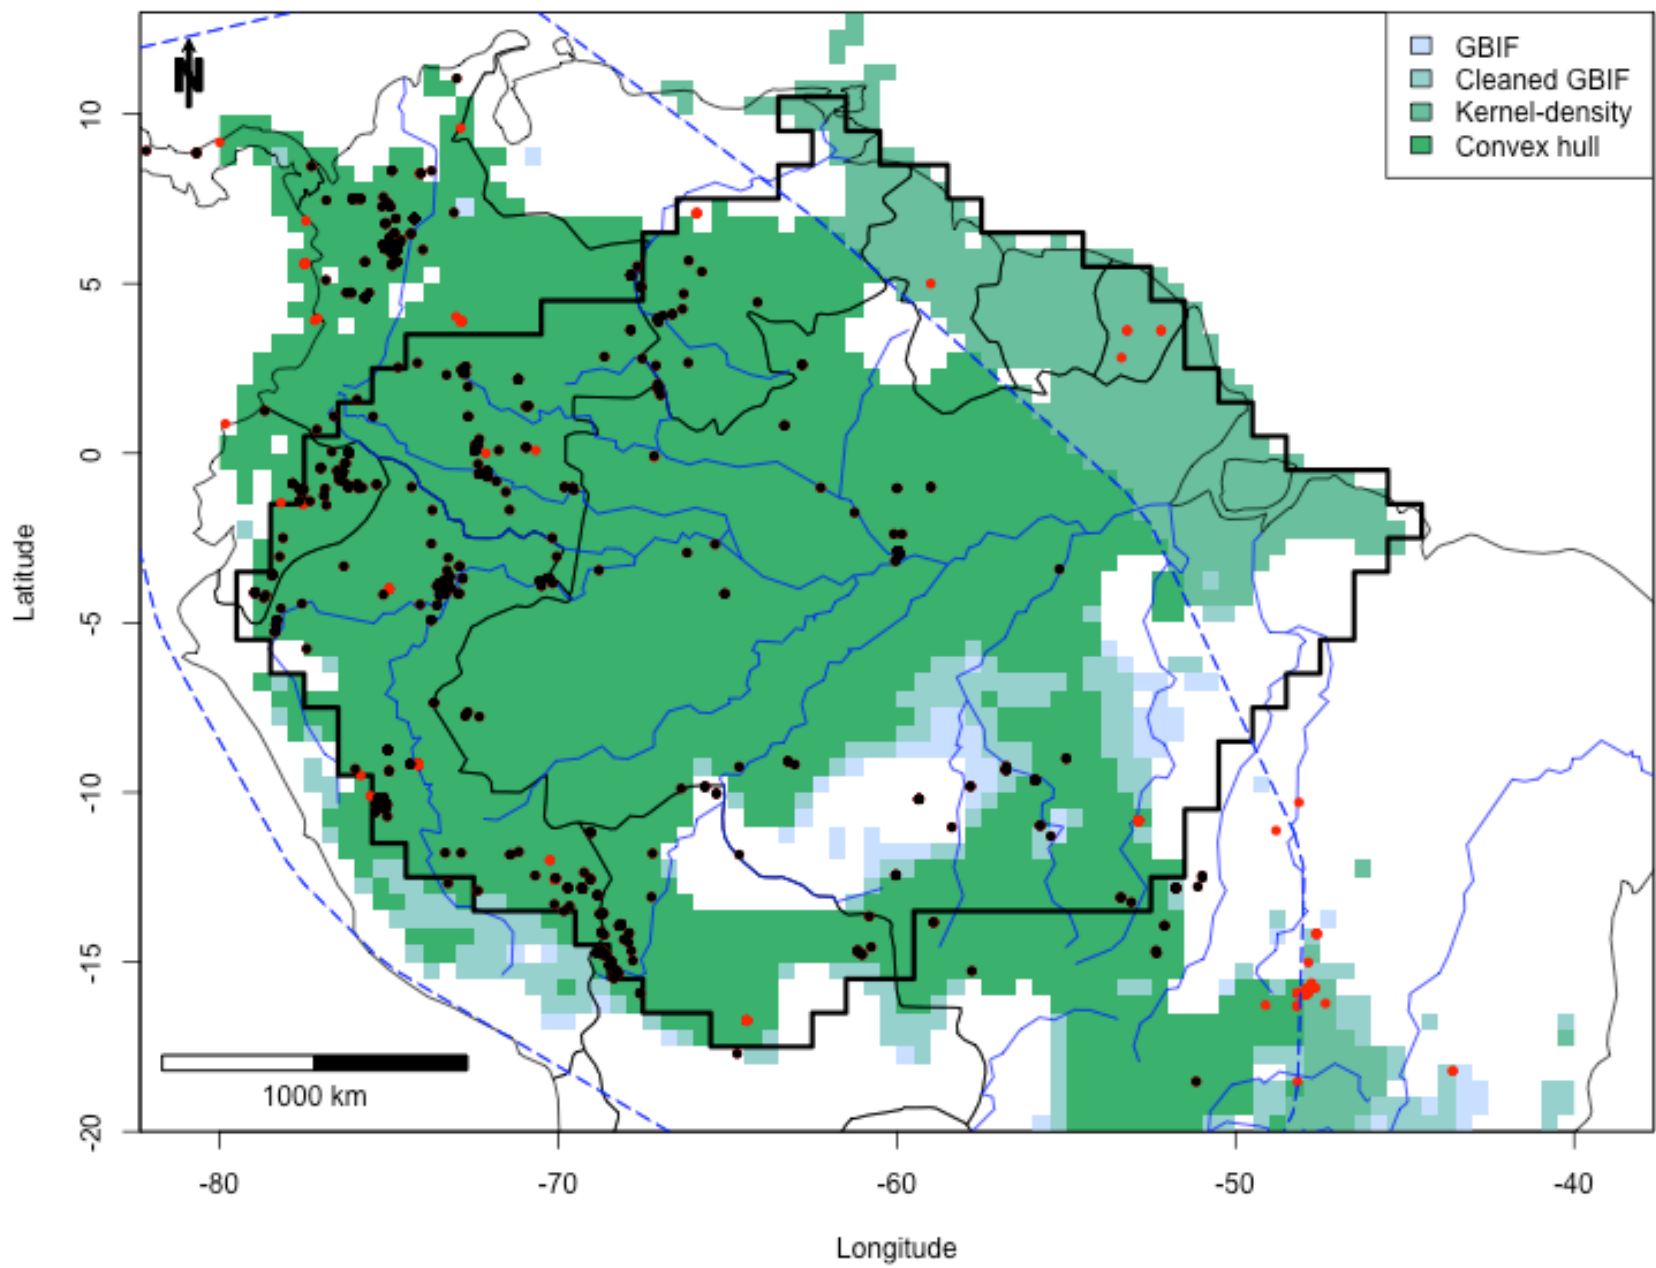 N
GBIF
Cleaned GBIF
Kernel-density
Convex hull
10
5
0
-5
-10
-15
-20
Latitude
1000 km
-80 -70 -60 -50 -40
Longitude